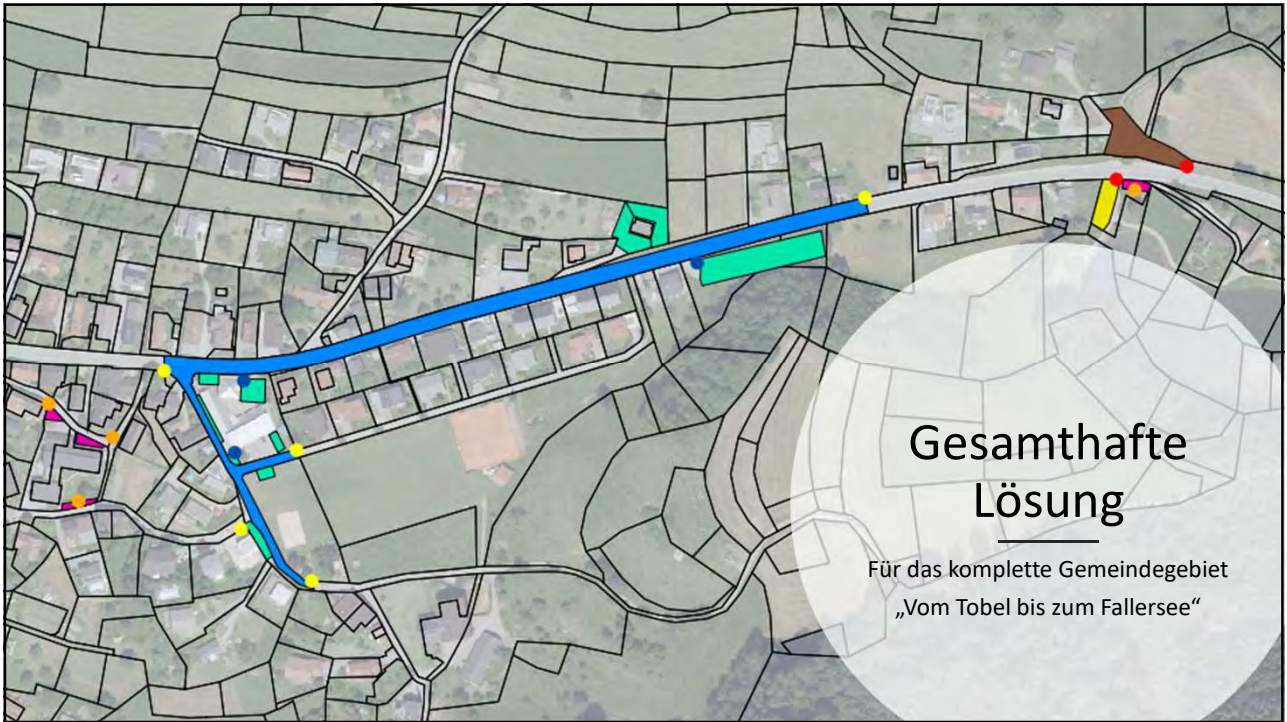 Gesamthafte
Lösung
Für das komplette Gemeindegebiet
„Vom Tobel bis zum Fallersee“